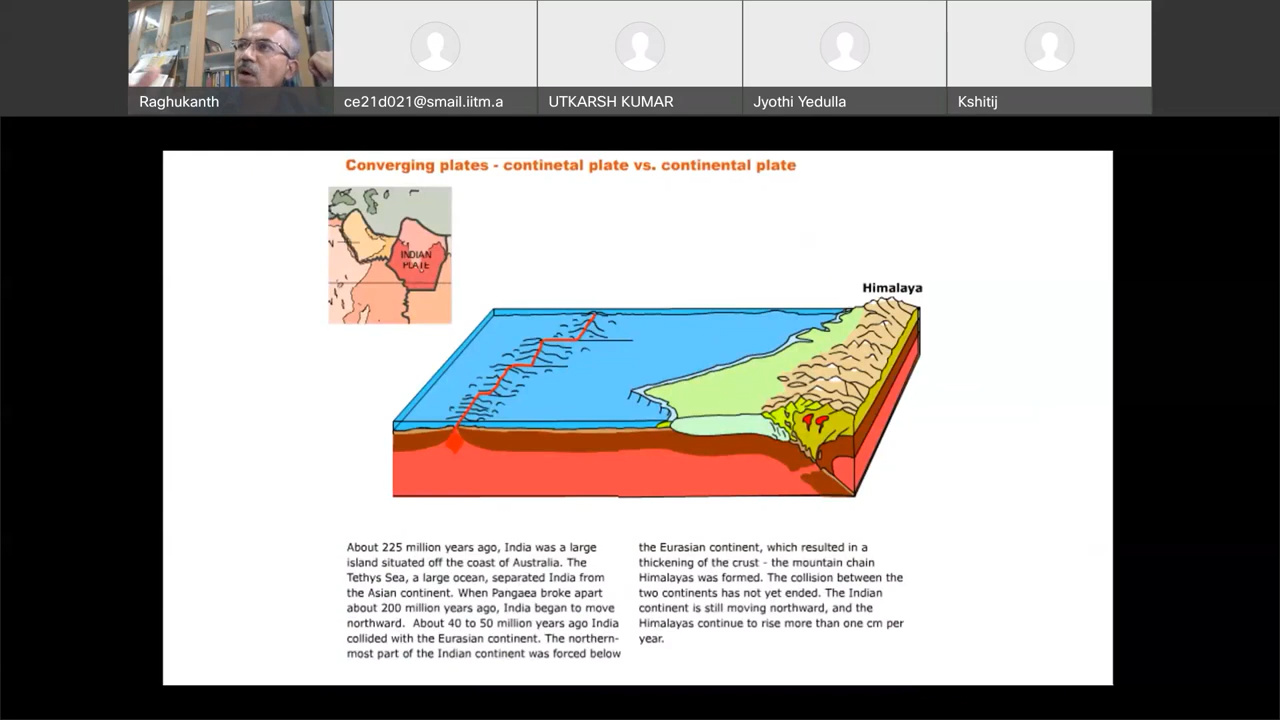 Raghukanth
ce21d021@smail.iitm.a
UTKARSH KUMAR
Jyothi Yedulla
Kshitij
Converging plates - continetal plate vs. continental plate
INDIAN
PLATE
Himalaya
About 225 million years ago, India was a large
island situated off the coast of Australia. The
Tethys Sea, a large ocean, separated India from
the Asian continent. When Pangaea broke apart
about 200 million years ago, India began to move
northward. About 40 to 50 million years ago India
collided with the Eurasian continent. The northern-
most part of the Indian continent was forced below
the Eurasian continent, which resulted in a
thickening of the crust - the mountain chain
Himalayas was formed. The collision between the
two continents has not yet ended. The Indian
continent is still moving northward, and the
Himalayas continue to rise more than one cm per
year.